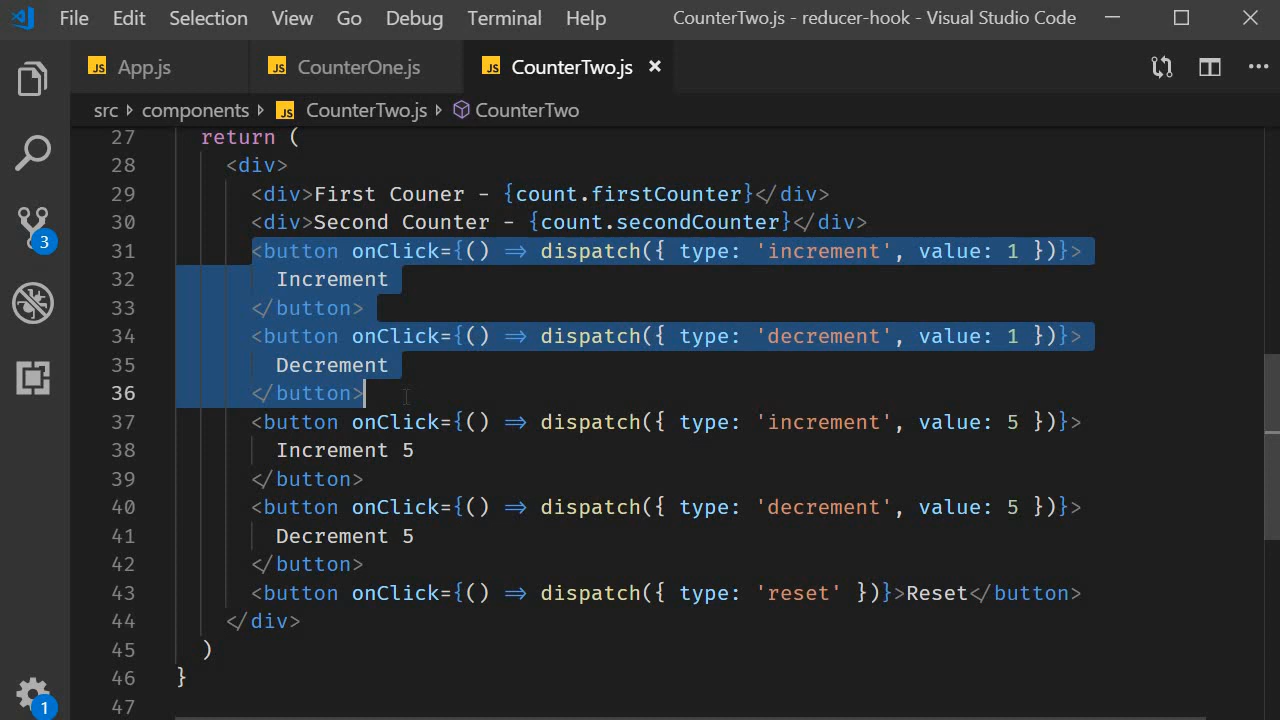 File Edit Selection View Go Debug Terminal Help CounterTwo.js - reducer-hook - Visual Studio Code
JS App.js JS CounterOne.js JS CounterTwo.js
src components JS CounterTwo.js CounterTwo
27 return (
28 <div>
29 <div>First Couner - {count.firstCounter}</div>
30 <div>Second Counter - {count.secondCounter}</div>
31 <button onClick={() => dispatch({ type: 'increment', value: 1 })}>
32 Increment
33 </button>
34 <button onClick={() => dispatch({ type: 'decrement', value: 1 })}>
35 Decrement
36 </button>
37 <button onClick={() => dispatch({ type: 'increment', value: 5 })}>
38 Increment 5
39 </button>
40 <button onClick={() => dispatch({ type: 'decrement', value: 5 })}>
41 Decrement 5
42 </button>
43 <button onClick={() => dispatch({ type: 'reset' })}>Reset</button>
44 </div>
45 )
46 }
47
3
1